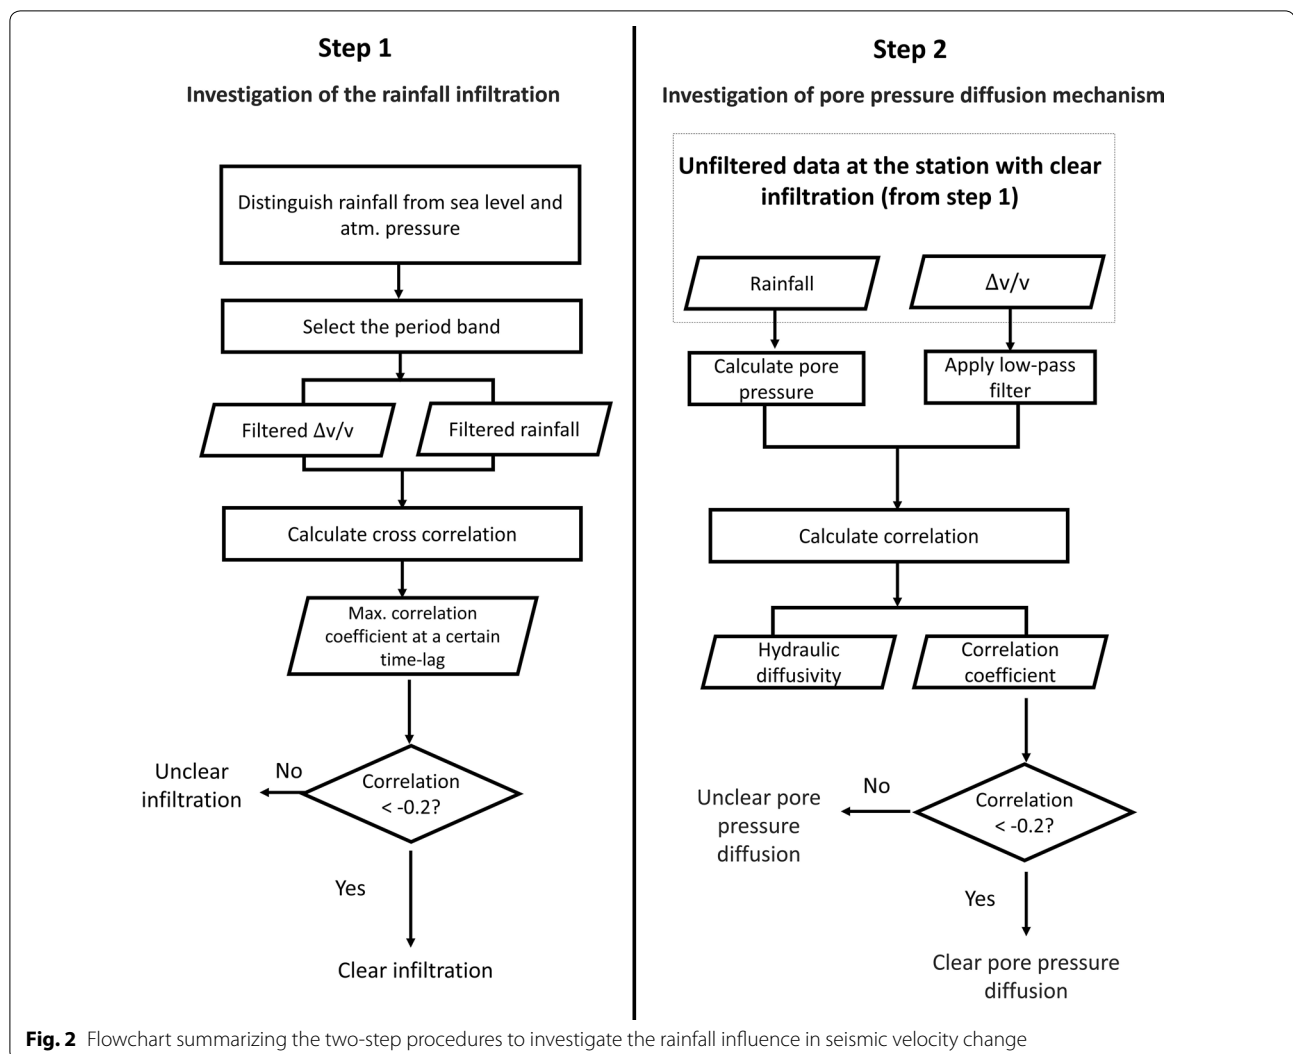 Step 1
Investigation of the rainfall infiltration
Distinguish rainfall from sea level and
atm. pressure
Select the period band
Filtered Δv/v
Filtered rainfall
Calculate cross correlation
Max. correlation
coefficient at a certain
time-lag
Correlation
< -0.2?
No
Unclear
infiltration
Yes
Clear infiltration
Step 2
Investigation of pore pressure diffusion mechanism
Unfiltered data at the station with clear
infiltration (from step 1)
Rainfall
Δv/v
Calculate pore
pressure
Apply low-pass
filter
Calculate correlation
Hydraulic
diffusivity
Correlation
coefficient
Correlation
< -0.2?
No
Unclear pore
pressure
diffusion
Yes
Clear pore pressure
diffusion
Fig. 2 Flowchart summarizing the two-step procedures to investigate the rainfall influence in seismic velocity change